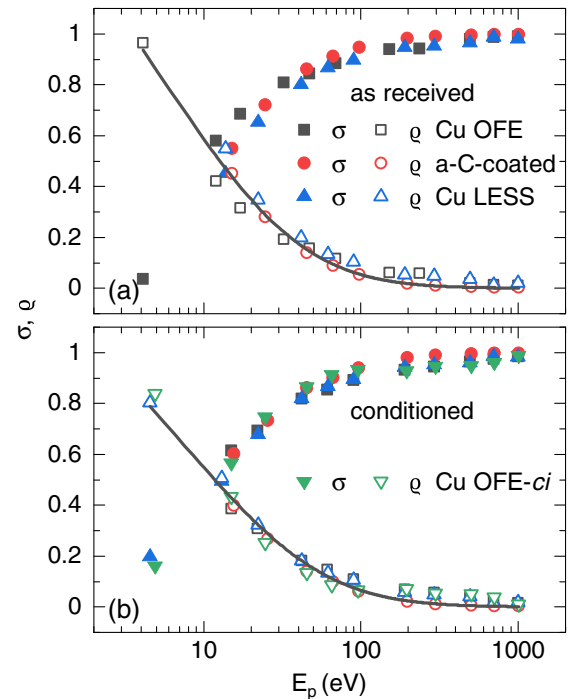 1
0.8
0.6
0.4
0.2
0
as received
σ ϱ Cu OFE
σ ϱ a-C-coated
σ ϱ Cu LESS
(a)
σ, ϱ
1
0.8
0.6
0.4
0.2
0
conditioned
σ ϱ Cu OFE-ci
(b)
10 100 1000
E_p (eV)